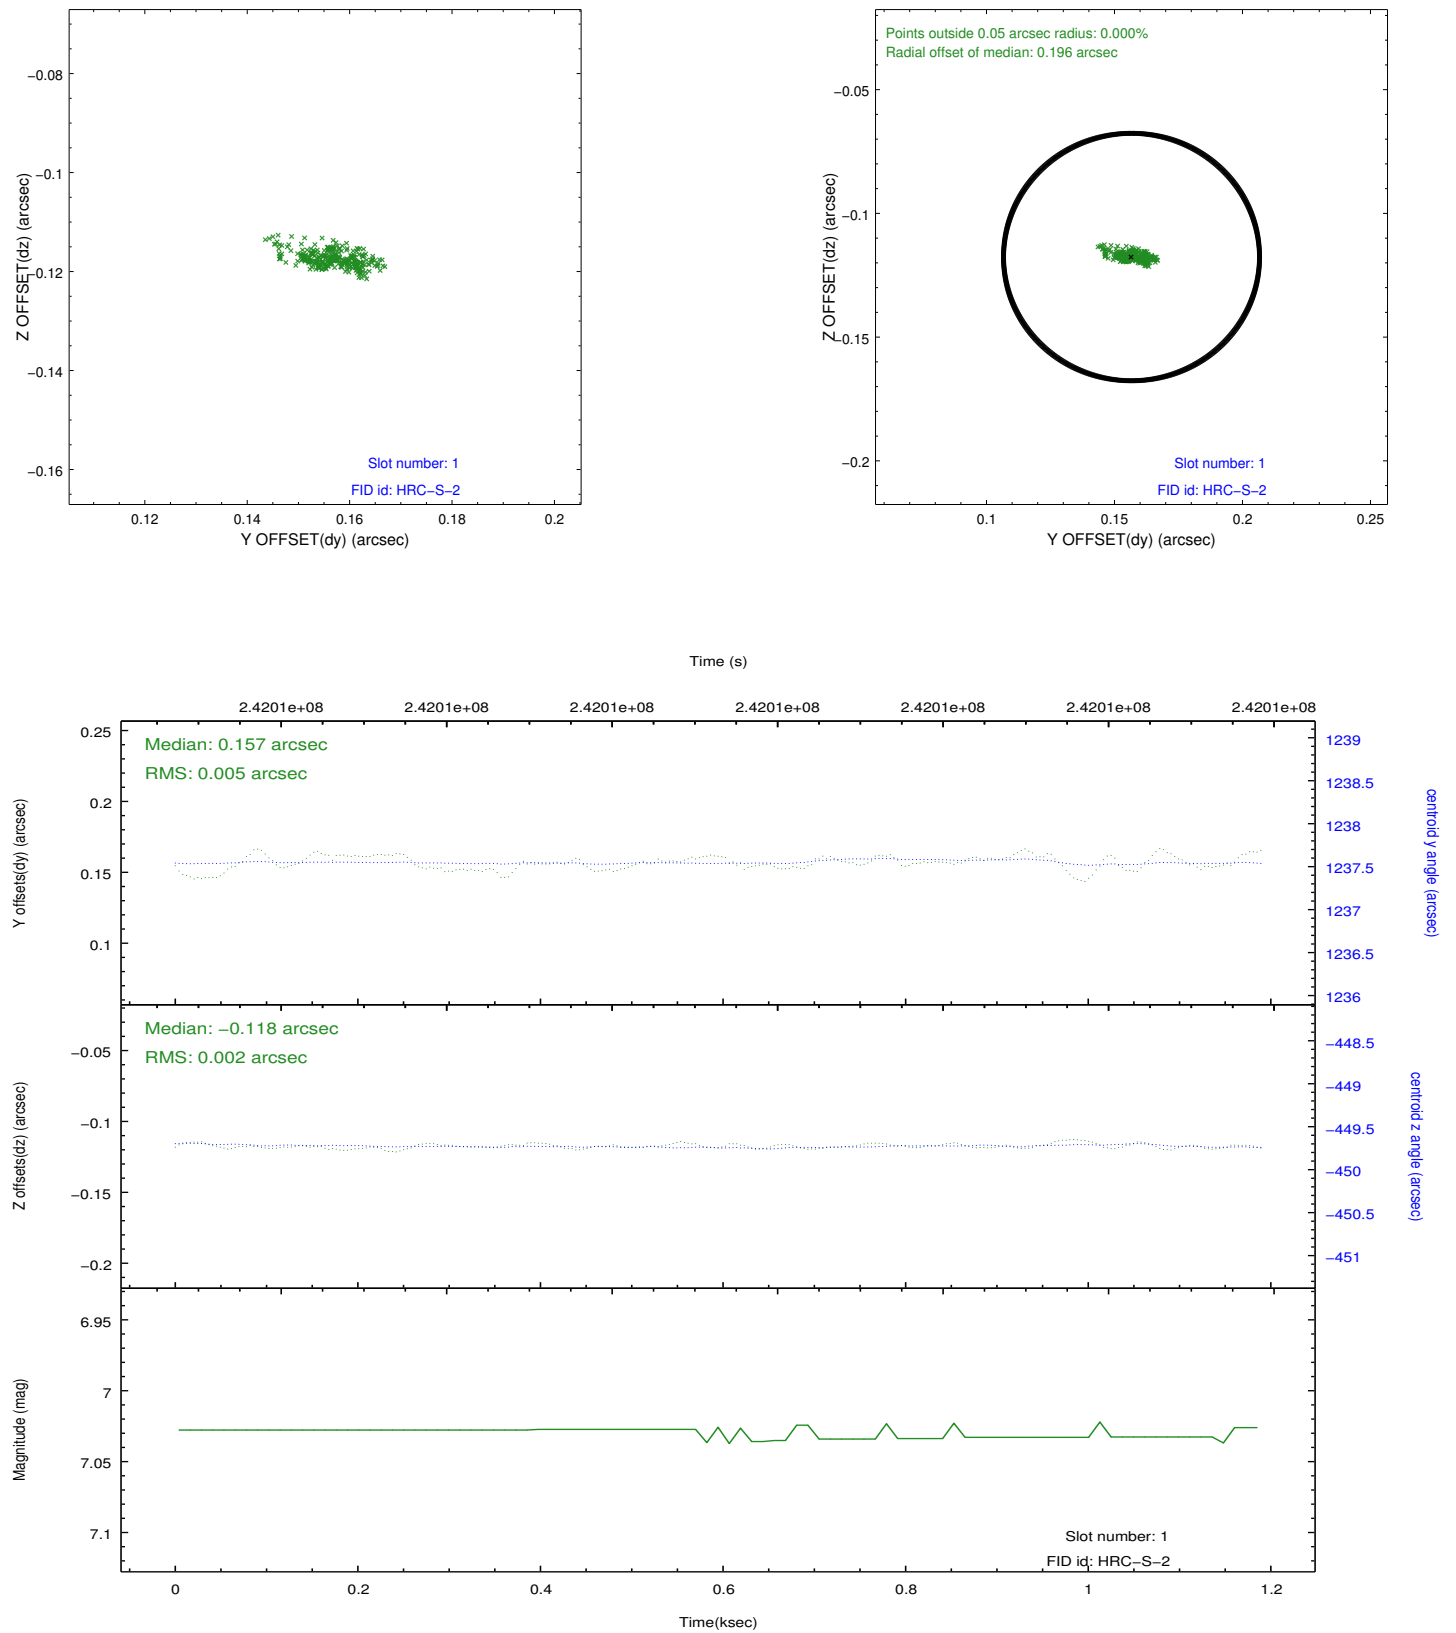 −0.08
−0.1
−0.12
−0.14
−0.16
Z OFFSET(dz) (arcsec)
Slot number: 1
FID id: HRC−S−2
0.12 0.14 0.16 0.18 0.2
Y OFFSET(dy) (arcsec)
Points outside 0.05 arcsec radius: 0.000%
Radial offset of median: 0.196 arcsec
−0.05
−0.1
−0.15
−0.2
Z OFFSET(dz) (arcsec)
Slot number: 1
FID id: HRC−S−2
0.1 0.15 0.2 0.25
Y OFFSET(dy) (arcsec)
Time (s)
2.4201e+08 2.4201e+08 2.4201e+08 2.4201e+08 2.4201e+08 2.4201e+08 2.4201e+08
Median: 0.157 arcsec
RMS: 0.005 arcsec
0.25
0.2
0.15
0.1
Y offsets(dy) (arcsec)
1239
1238.5
1238
1237.5
1237
1236.5
1236
centroid y angle (arcsec)
Median: −0.118 arcsec
RMS: 0.002 arcsec
−0.05
−0.1
−0.15
−0.2
Z offsets(dz) (arcsec)
−448.5
−449
−449.5
−450
−450.5
−451
centroid z angle (arcsec)
6.95
7
7.05
7.1
Magnitude (mag)
Slot number: 1
FID id: HRC−S−2
0 0.2 0.4 0.6 0.8 1 1.2
Time(ksec)